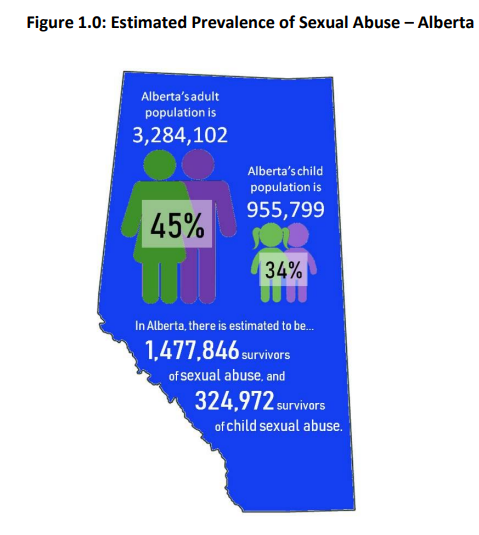 Figure 1.0: Estimated Prevalence of Sexual Abuse – Alberta
Alberta's adult
population is
3,284,102
45%
Alberta's child
population is
955,799
34%
In Alberta, there is estimated to be...
1,477,846 survivors
of sexual abuse, and
324,972 survivors
of child sexual abuse.